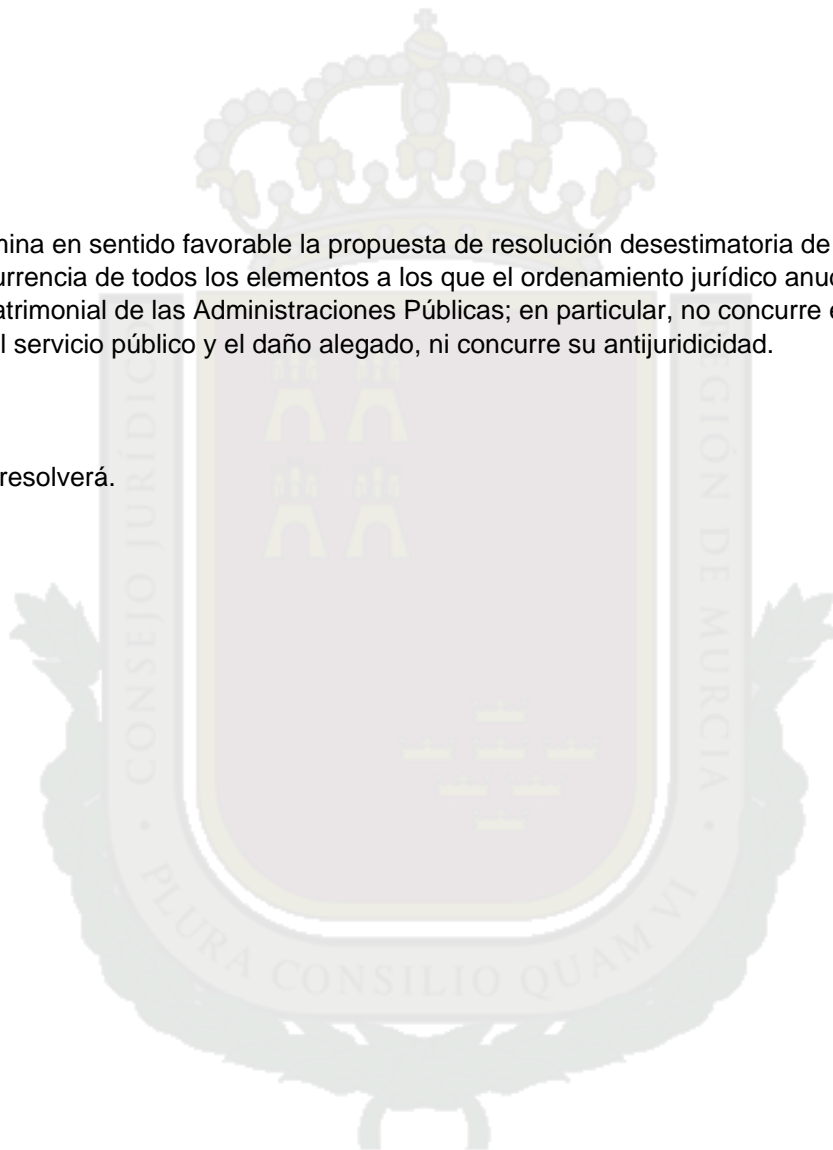 mina en sentido favorable la propuesta de resolución desestimatoria de
urrencia de todos los elementos a los que el ordenamiento jurídico anud
atrimonial de las Administraciones Públicas; en particular, no concurre e
l servicio público y el daño alegado, ni concurre su antijuridicidad.
resolverá.
CONSEJO JURÍDICO
REGIÓN DE MURCIA
PLURA CONSILIO QUAM VI